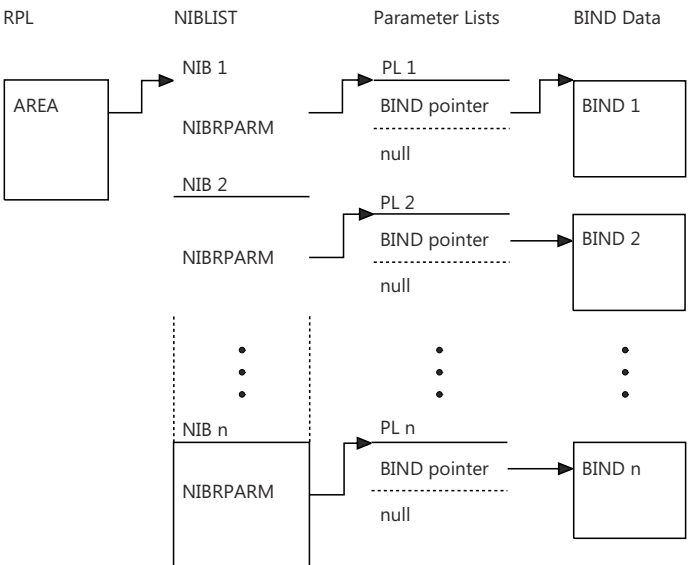 RPL
NIBLIST
Parameter Lists
BIND Data
AREA
NIB 1
NIBRPARM
PL 1
BIND pointer
null
BIND 1
NIB 2
NIBRPARM
PL 2
BIND pointer
null
BIND 2
NIB n
NIBRPARM
PL n
BIND pointer
null
BIND n